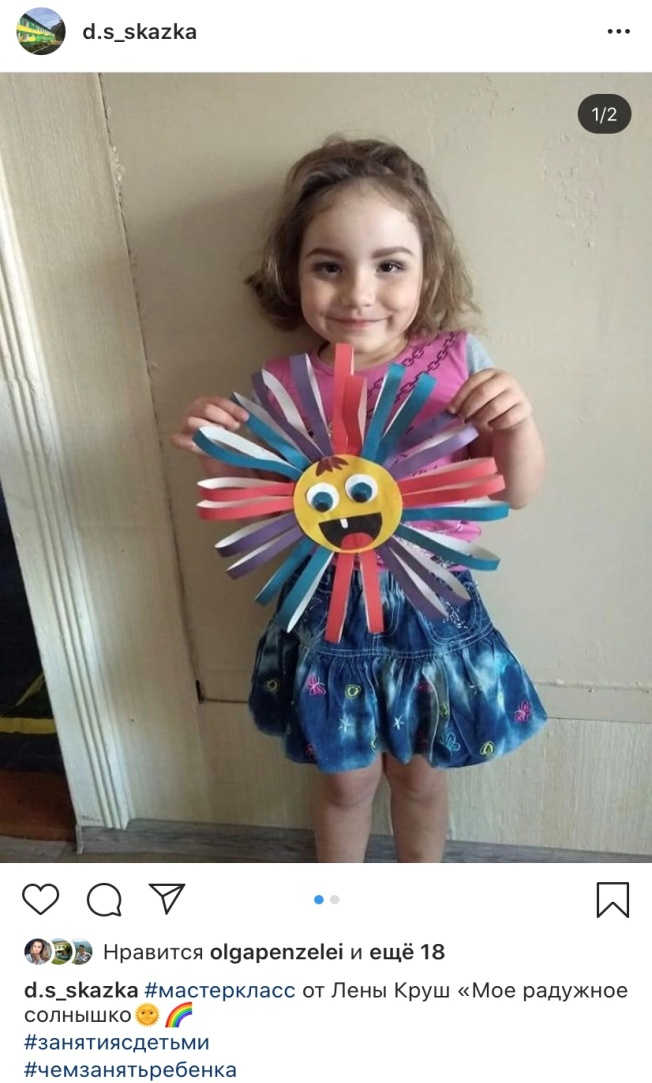 d.s_skazka
1/2
Нравится olgapenzelei и ещё 18
d.s_skazka #мастеркласс от Лены Круш «Мое радужное
солнышко🌞🌈
#занятиясдетьми
#чемзанятьребенка